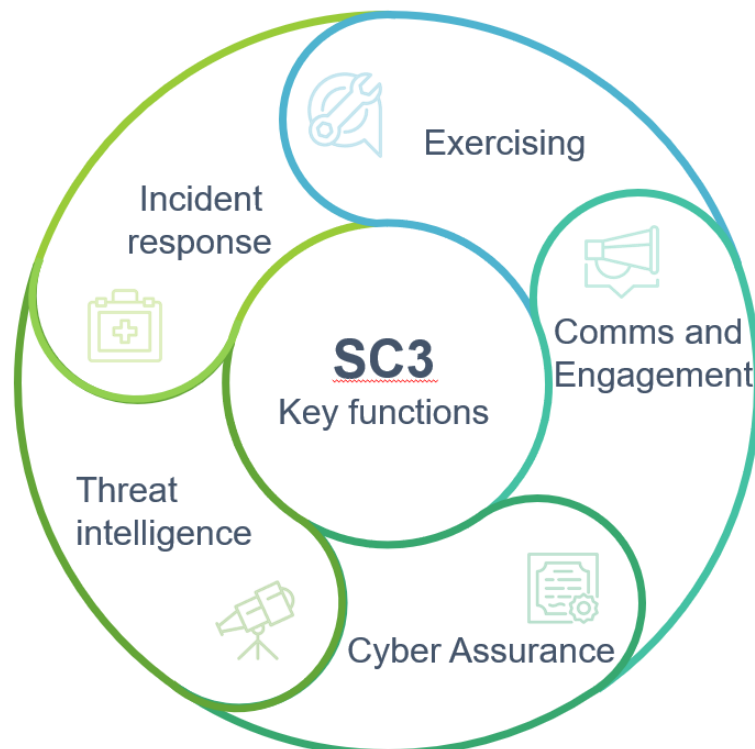 SC3
Key functions
Exercising
Comms and
Engagement
Cyber Assurance
Threat
intelligence
Incident
response